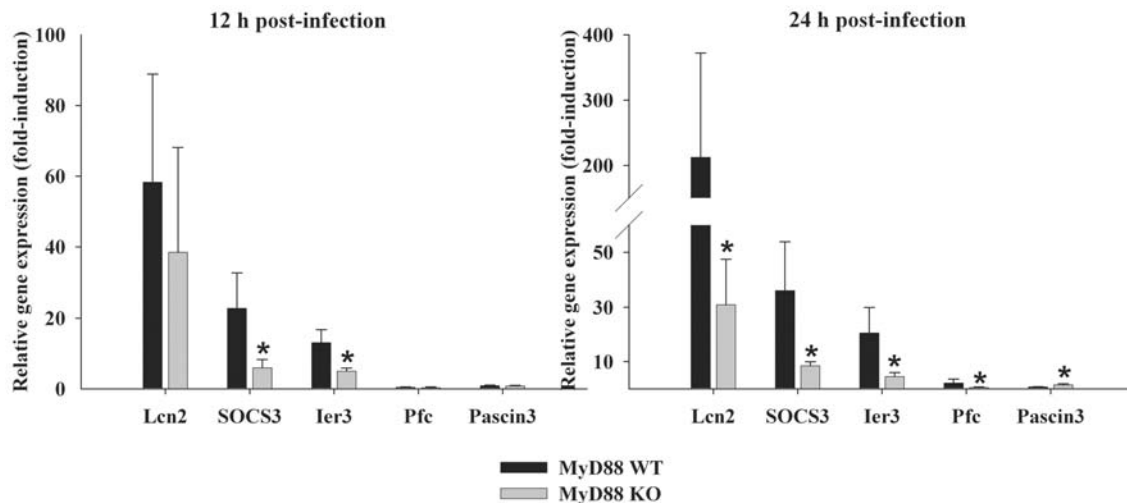 12 h post-infection
Relative gene expression (fold-induction)
100
80
60
40
20
0
*
*
Lcn2 SOCS3 Ier3 Pfc Pascin3
24 h post-infection
Relative gene expression (fold-induction)
400
300
200
50
30
10
*
*
*
*
*
Lcn2 SOCS3 Ier3 Pfc Pascin3
MyD88 WT
MyD88 KO